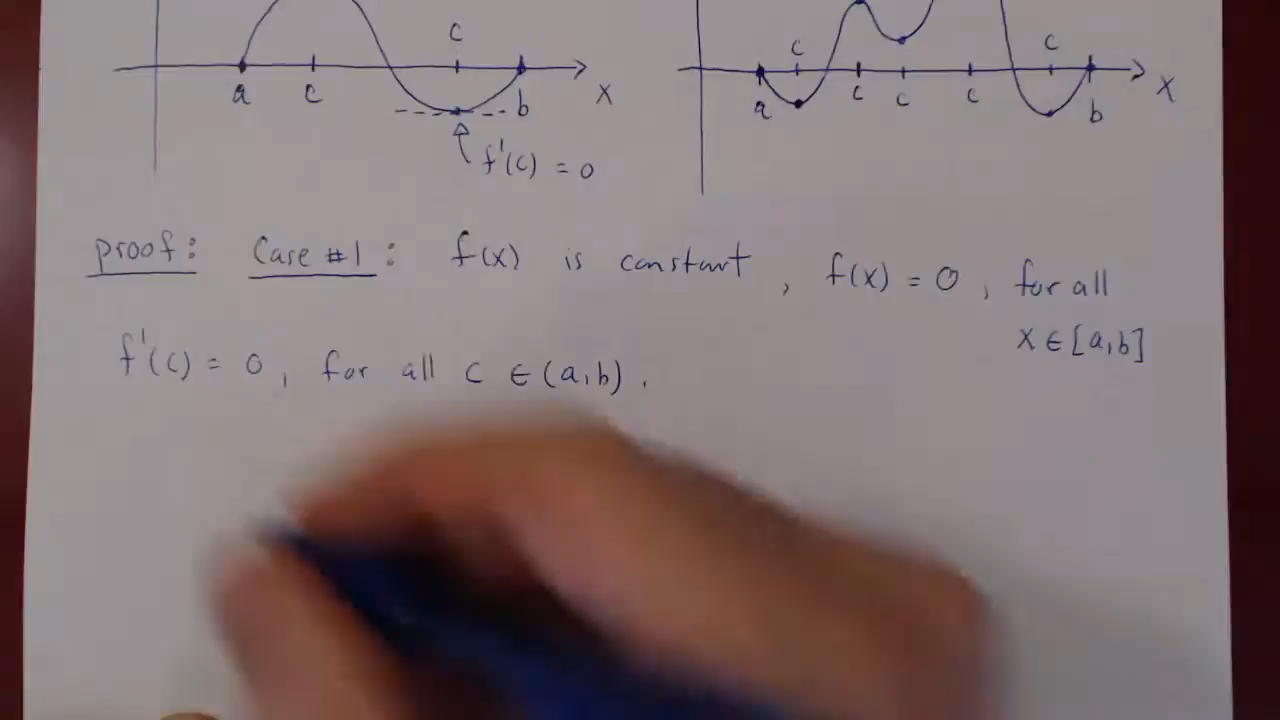 c
a c x
b
f'(c) = 0
c c
a c c c b x
proof: Case #1: f(x) is constant, f(x) = 0, for all
x ∈ [a,b]
f'(c) = 0, for all c ∈ (a,b).